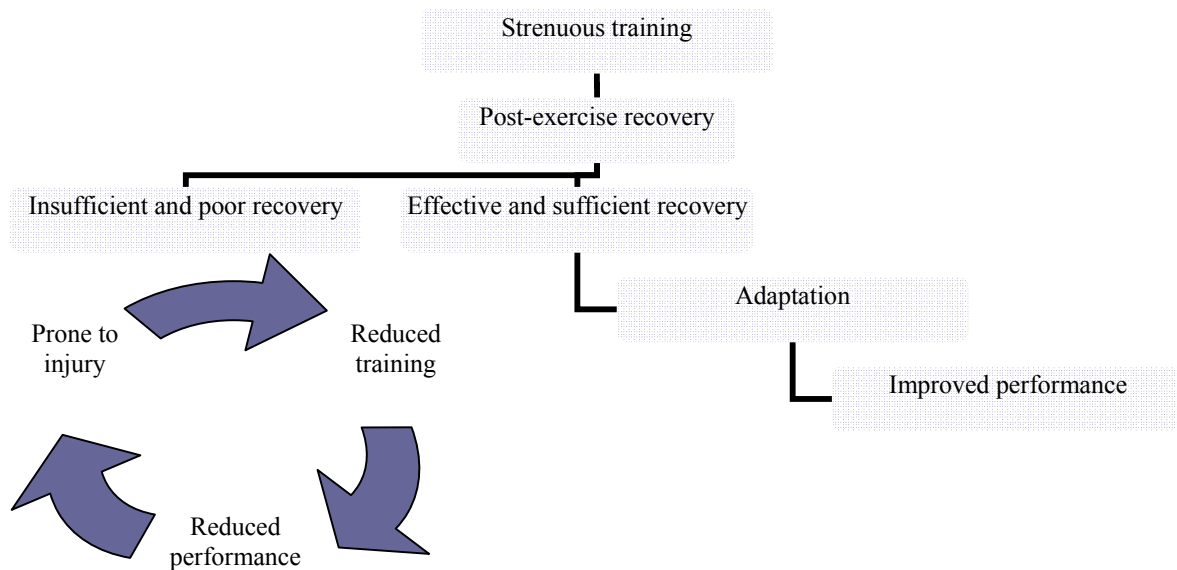 Strenuous training
Post-exercise recovery
Insufficient and poor recovery
Effective and sufficient recovery
Adaptation
Prone to
injury
Reduced
training
Improved performance
Reduced
performance